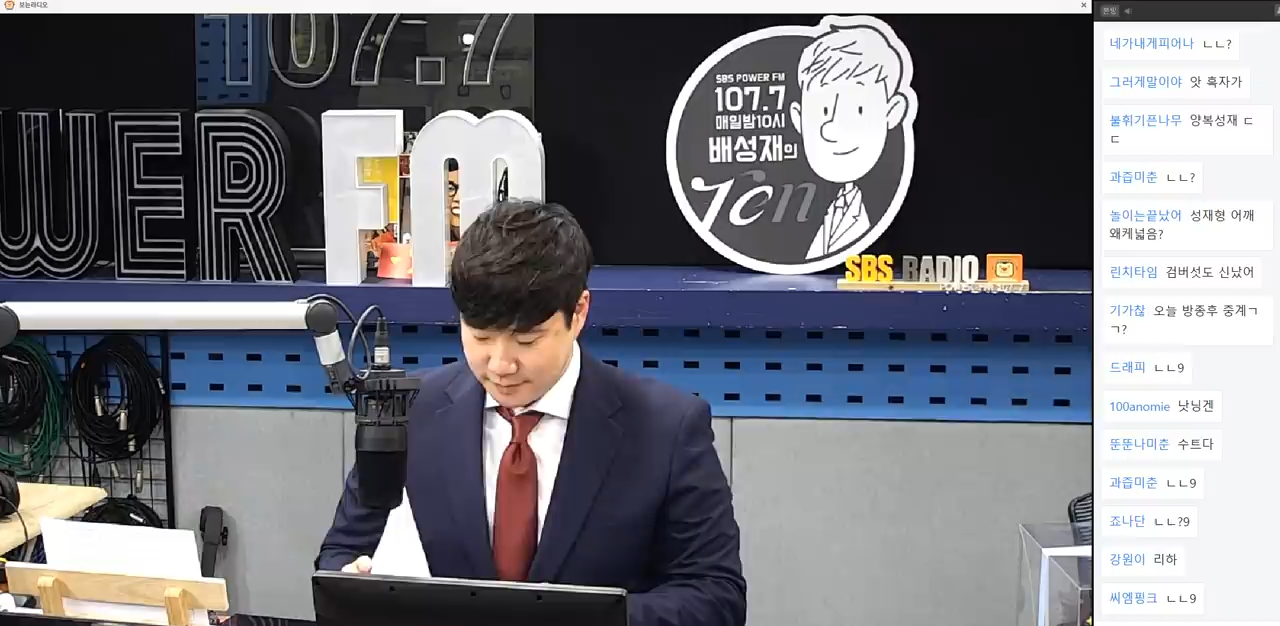 보는라디오
107.7
WER FM
SBS POWER FM
107.7
매일밤10시
배성재의
Ten
SBS RADIO
네가내게피어나 ㄴㄴ?
그러게말이야 앗 흑자가
불휘기픈나무 양복성재 ㄷ
ㄷ
과즙미춘 ㄴㄴ?
놀이는끝났어 성재형 어깨
왜케넓음?
린치타임 검버섯도 신났어
기가찮 오늘 방종후 중계ㄱ
ㄱ?
드래피 ㄴㄴ9
100anomie 낫닝겐
뚠뚠나미춘 수트다
과즙미춘 ㄴㄴ9
죠나단 ㄴㄴ?9
강원이 리하
씨엠핑크 ㄴㄴ9